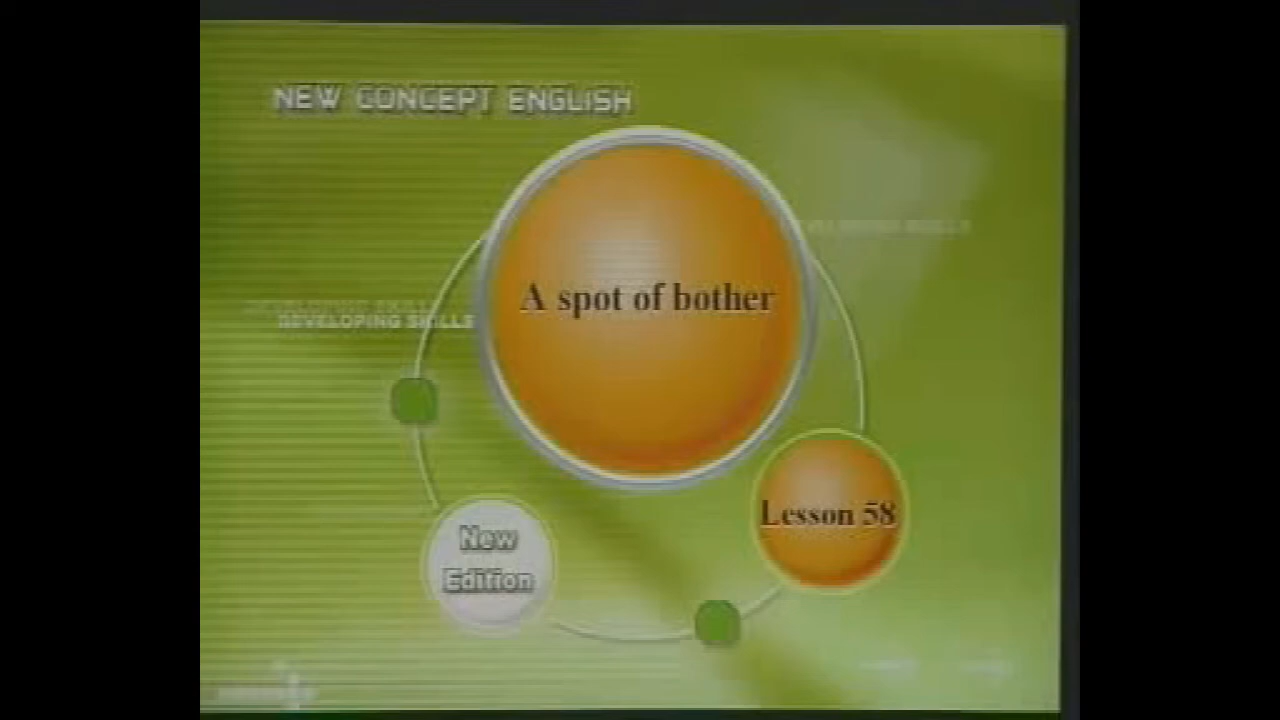 NEW CONCEPT ENGLISH
A spot of bother
DEVELOPING SKILLS
Lesson 58
New
Edition